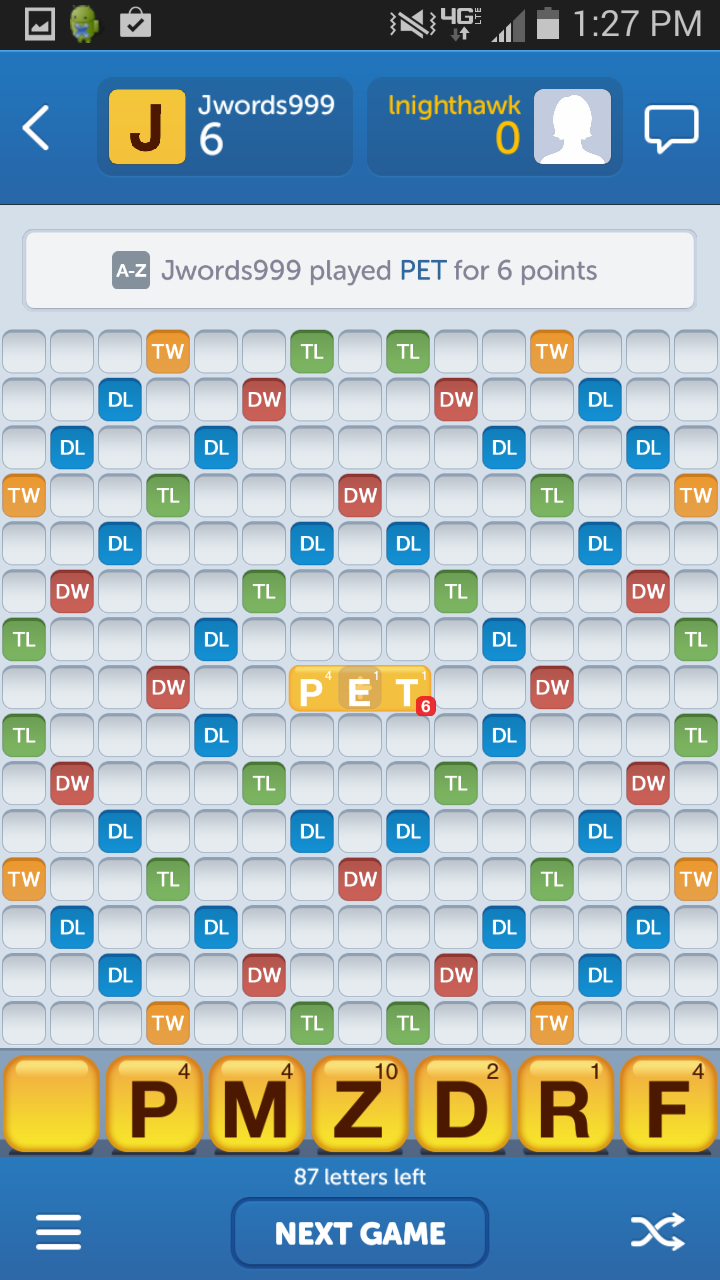 4G LTE 1:27 PM
J Jwords999 lnighthawk
6 0
A-Z Jwords999 played PET for 6 points
TW TL TL TW
DL DW DW DL
DL DL DL DL
TW TL DW TL TW
DL DL DL DL
DW TL TL DW
TL DL DL TL
DW P4 E1 T1 6 DW
TL DL DL TL
DW TL TL DW
DL DL DL DL
TW TL DW TL TW
DL DL DL DL
DL DW DW DL
TW TL TL TW
P4 M4 Z10 D2 R1 F4
87 letters left
NEXT GAME